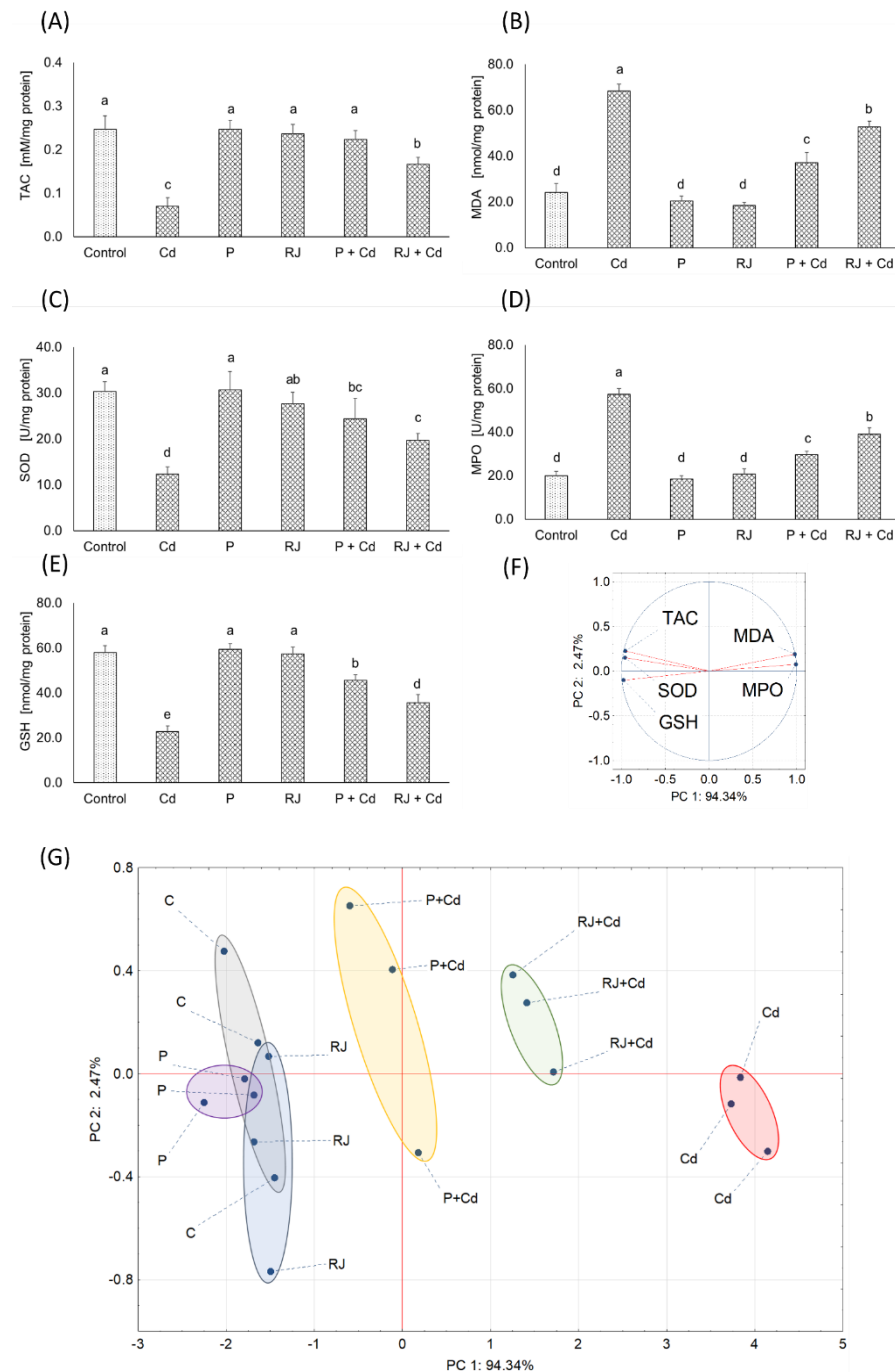 (A)
TAC [mM/mg protein]
0.4
0.3
0.2
0.1
0.0
a
c
a
a
a
b
Control Cd P RJ P + Cd RJ + Cd
(B)
MDA [nmol/mg protein]
80.0
60.0
40.0
20.0
0.0
d
a
d
d
c
b
Control Cd P RJ P + Cd RJ + Cd
(C)
SOD [U/mg protein]
40.0
30.0
20.0
10.0
0.0
a
d
a
ab
bc
c
Control Cd P RJ P + Cd RJ + Cd
(D)
MPO [U/mg protein]
80.0
60.0
40.0
20.0
0.0
d
a
d
d
c
b
Control Cd P RJ P + Cd RJ + Cd
(E)
GSH [nmol/mg protein]
80.0
60.0
40.0
20.0
0.0
a
e
a
a
b
d
Control Cd P RJ P + Cd RJ + Cd
(F)
PC 2: 2.47%
1.0
0.5
0.0
-0.5
-1.0
TAC
MDA
SOD
MPO
GSH
-1.0 -0.5 0.0 0.5 1.0
PC 1: 94.34%
(G)
PC 2: 2.47%
0.8
0.4
0.0
-0.4
-0.8
C
C
P
P
P
C
RJ
RJ
RJ
P+Cd
P+Cd
P+Cd
RJ+Cd
RJ+Cd
RJ+Cd
Cd
Cd
Cd
-3 -2 -1 0 1 2 3 4 5
PC 1: 94.34%